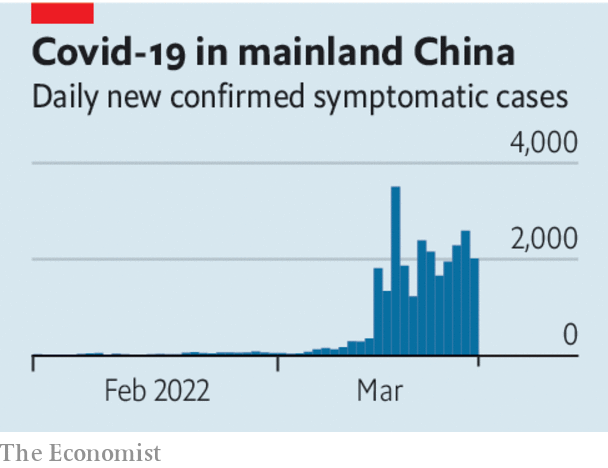 Covid-19 in mainland China
Daily new confirmed symptomatic cases
4,000
2,000
0
Feb 2022
Mar
The Economist